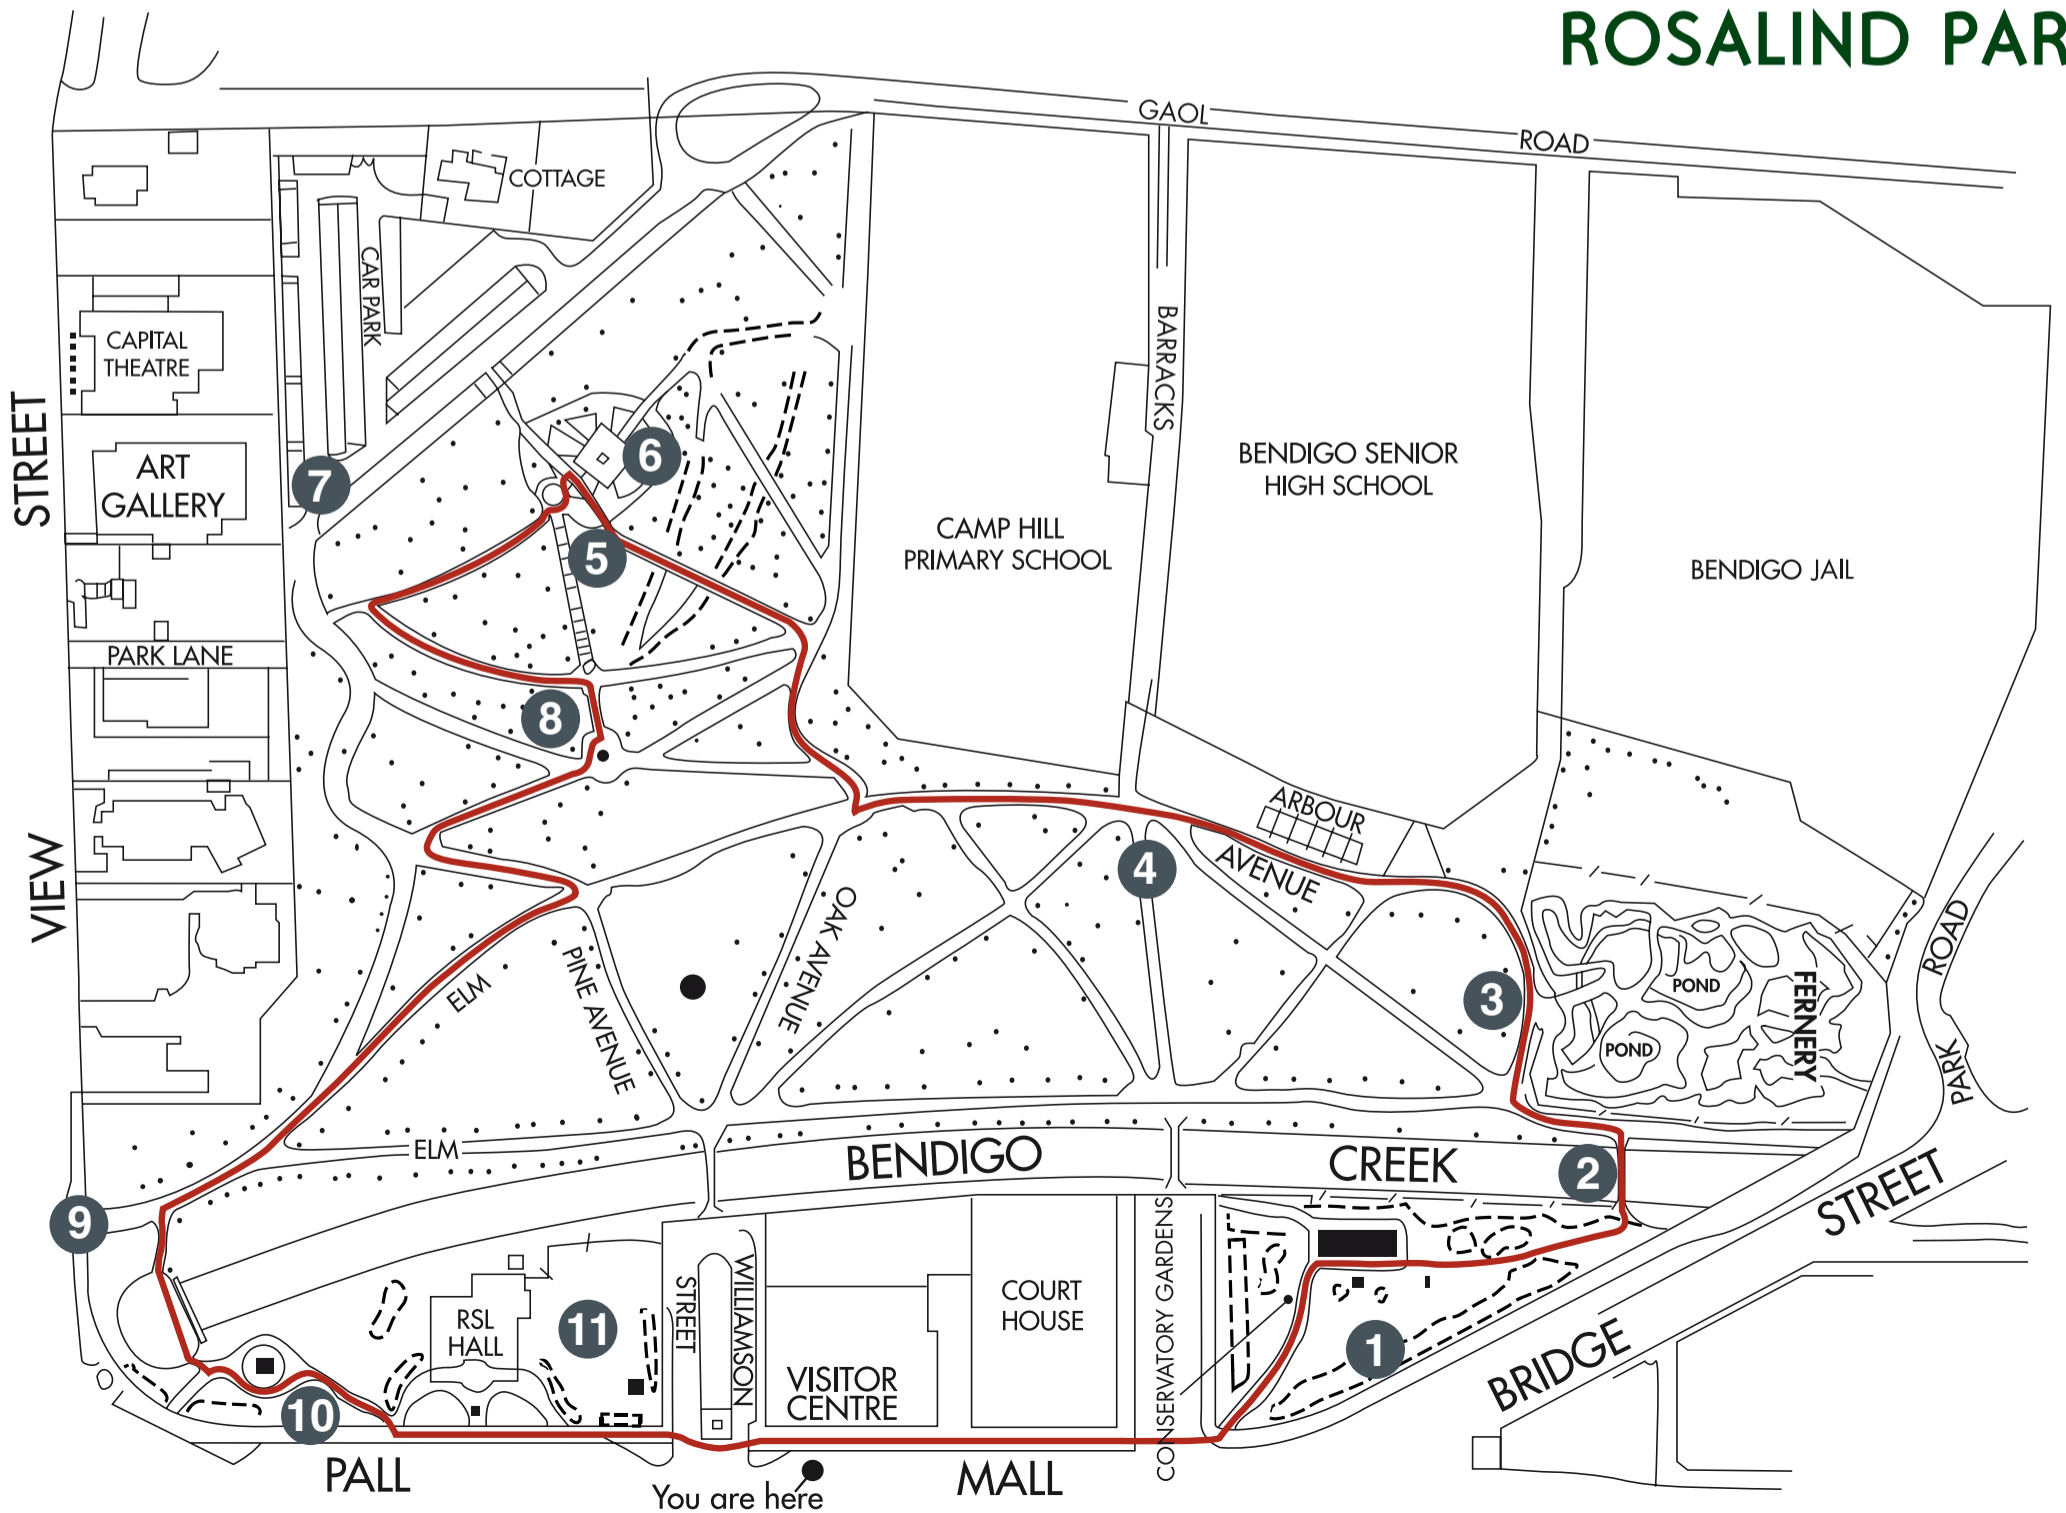 ROSALIND PAR
GAOL ROAD
COTTAGE
CAR PARK
CAPITAL
THEATRE
BARRACKS
STREET
ART
GALLERY
7
6
BENDIGO SENIOR
HIGH SCHOOL
CAMP HILL
PRIMARY SCHOOL
5
BENDIGO JAIL
PARK LANE
8
ARBOUR
AVENUE
4
VIEW
OAK AVENUE
ELM
PINE AVENUE
3
POND
POND
FERNERY
PARK ROAD
ELM
BENDIGO CREEK
2
BRIDGE STREET
9
CONSERVATORY GARDENS
RSL
HALL
11
WILLIAMSON
STREET
COURT
HOUSE
VISITOR
CENTRE
1
10
PALL MALL
You are here